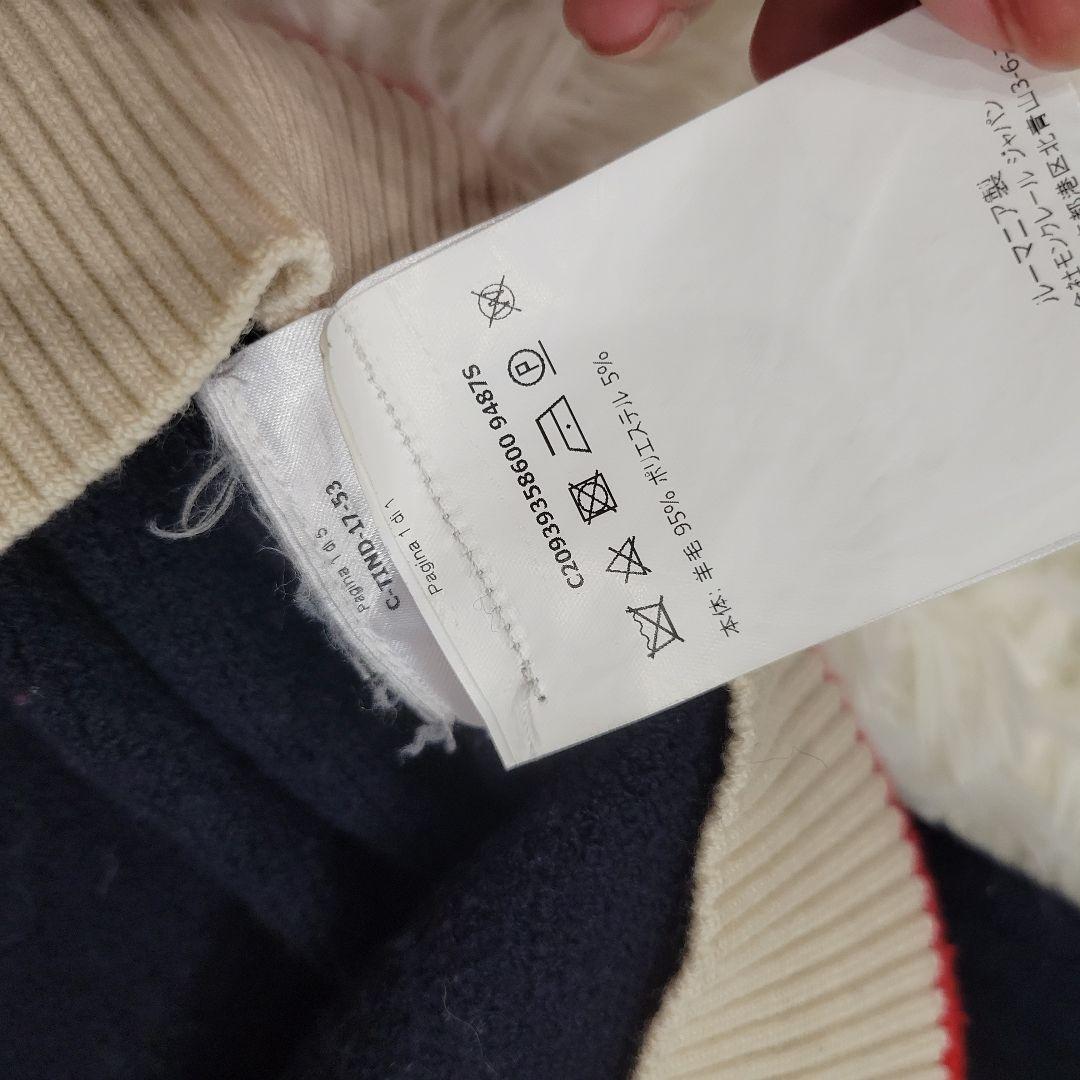 Pagina 1 di 5
C-TIND-17-53
Pagina 1 di 1
C20939358600 9487S
本体: 羊毛 95% ポリエステル 5%
ルーマニア製
会社モンクレール ジャパン
都港区北青山3-6-